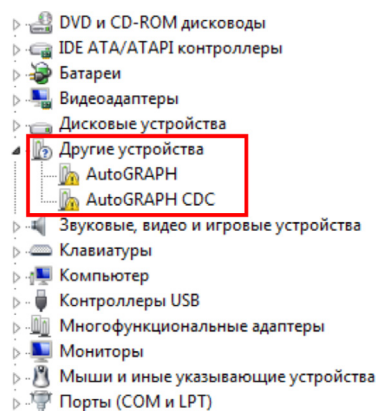 DVD и CD-ROM дисководы
IDE ATA/ATAPI контроллеры
Батареи
Видеоадаптеры
Дисковые устройства
Другие устройства
AutoGRAPH
AutoGRAPH CDC
Звуковые, видео и игровые устройства
Клавиатуры
Компьютер
Контроллеры USB
Многофункциональные адаптеры
Мониторы
Мыши и иные указывающие устройства
Порты (COM и LPT)